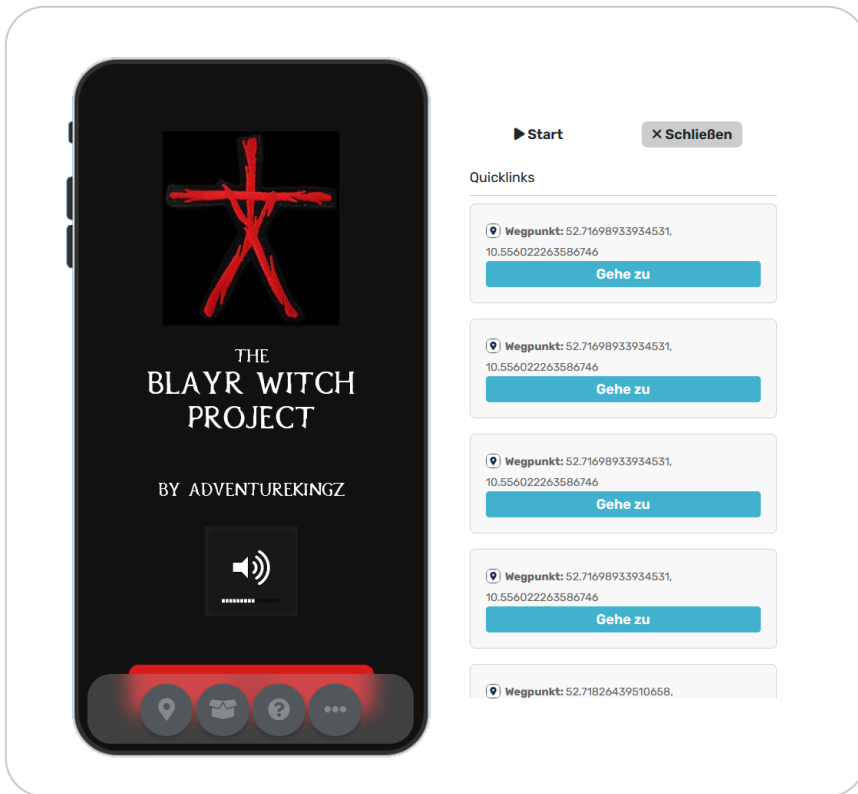 THE
BLAYR WITCH
PROJECT
BY ADVENTUREKINGZ
Start
Schließen
Quicklinks
Wegpunkt: 52.71698933934531,
10.556022263586746
Gehe zu
Wegpunkt: 52.71698933934531,
10.556022263586746
Gehe zu
Wegpunkt: 52.71698933934531,
10.556022263586746
Gehe zu
Wegpunkt: 52.71698933934531,
10.556022263586746
Gehe zu
Wegpunkt: 52.71826439510658,